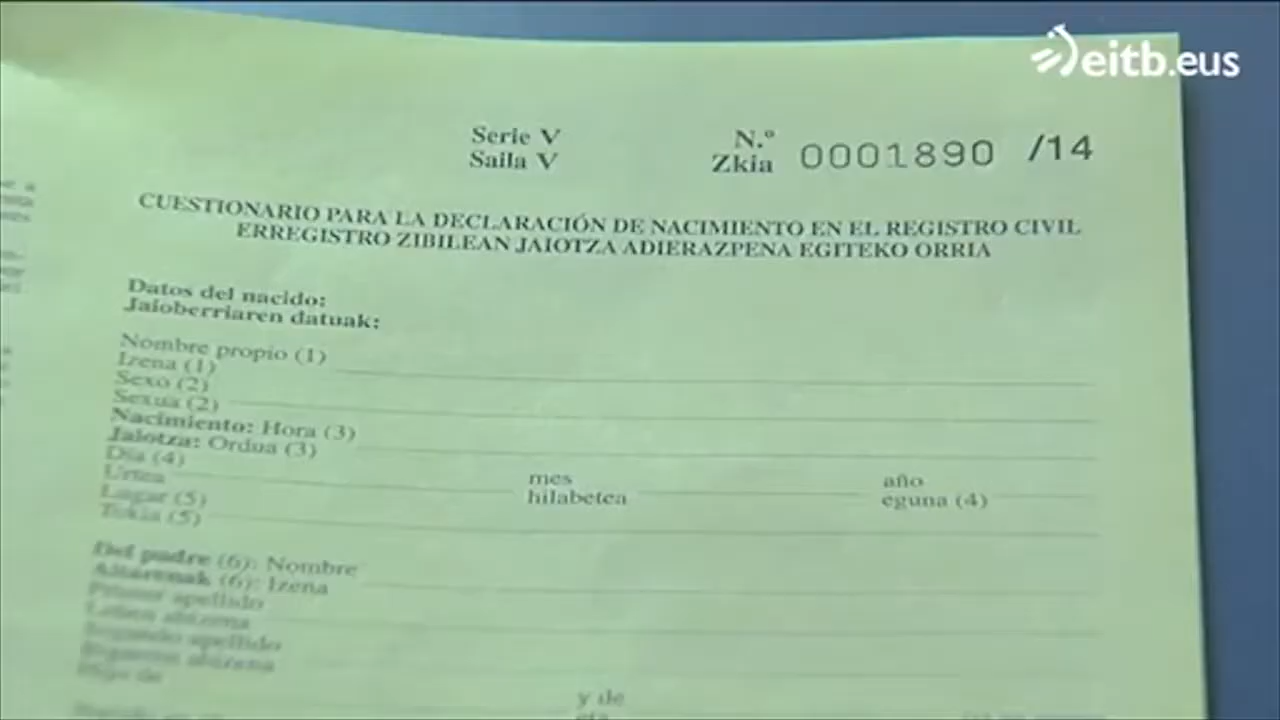 eitb.eus
Serie V
Saila V
N.º
Zkia 0001890 /14
CUESTIONARIO PARA LA DECLARACIÓN DE NACIMIENTO EN EL REGISTRO CIVIL
ERREGISTRO ZIBILEAN JAIOTZA ADIERAZPENA EGITEKO ORRIA
Datos del nacido:
Jaioberriaren datuak:
Nombre propio (1)
Izena (1)
Sexo (2)
Sexua (2)
Nacimiento: Hora (3)
Jaiotza: Ordua (3)
Día (4) mes año
Urtea hilabetea eguna (4)
Lugar (5)
Tokia (5)
Del padre (6): Nombre
Aitarenak (6): Izena
Primer apellido
Lehen abizena
Segundo apellido
Bigarren abizena
Hijo de y de
eta